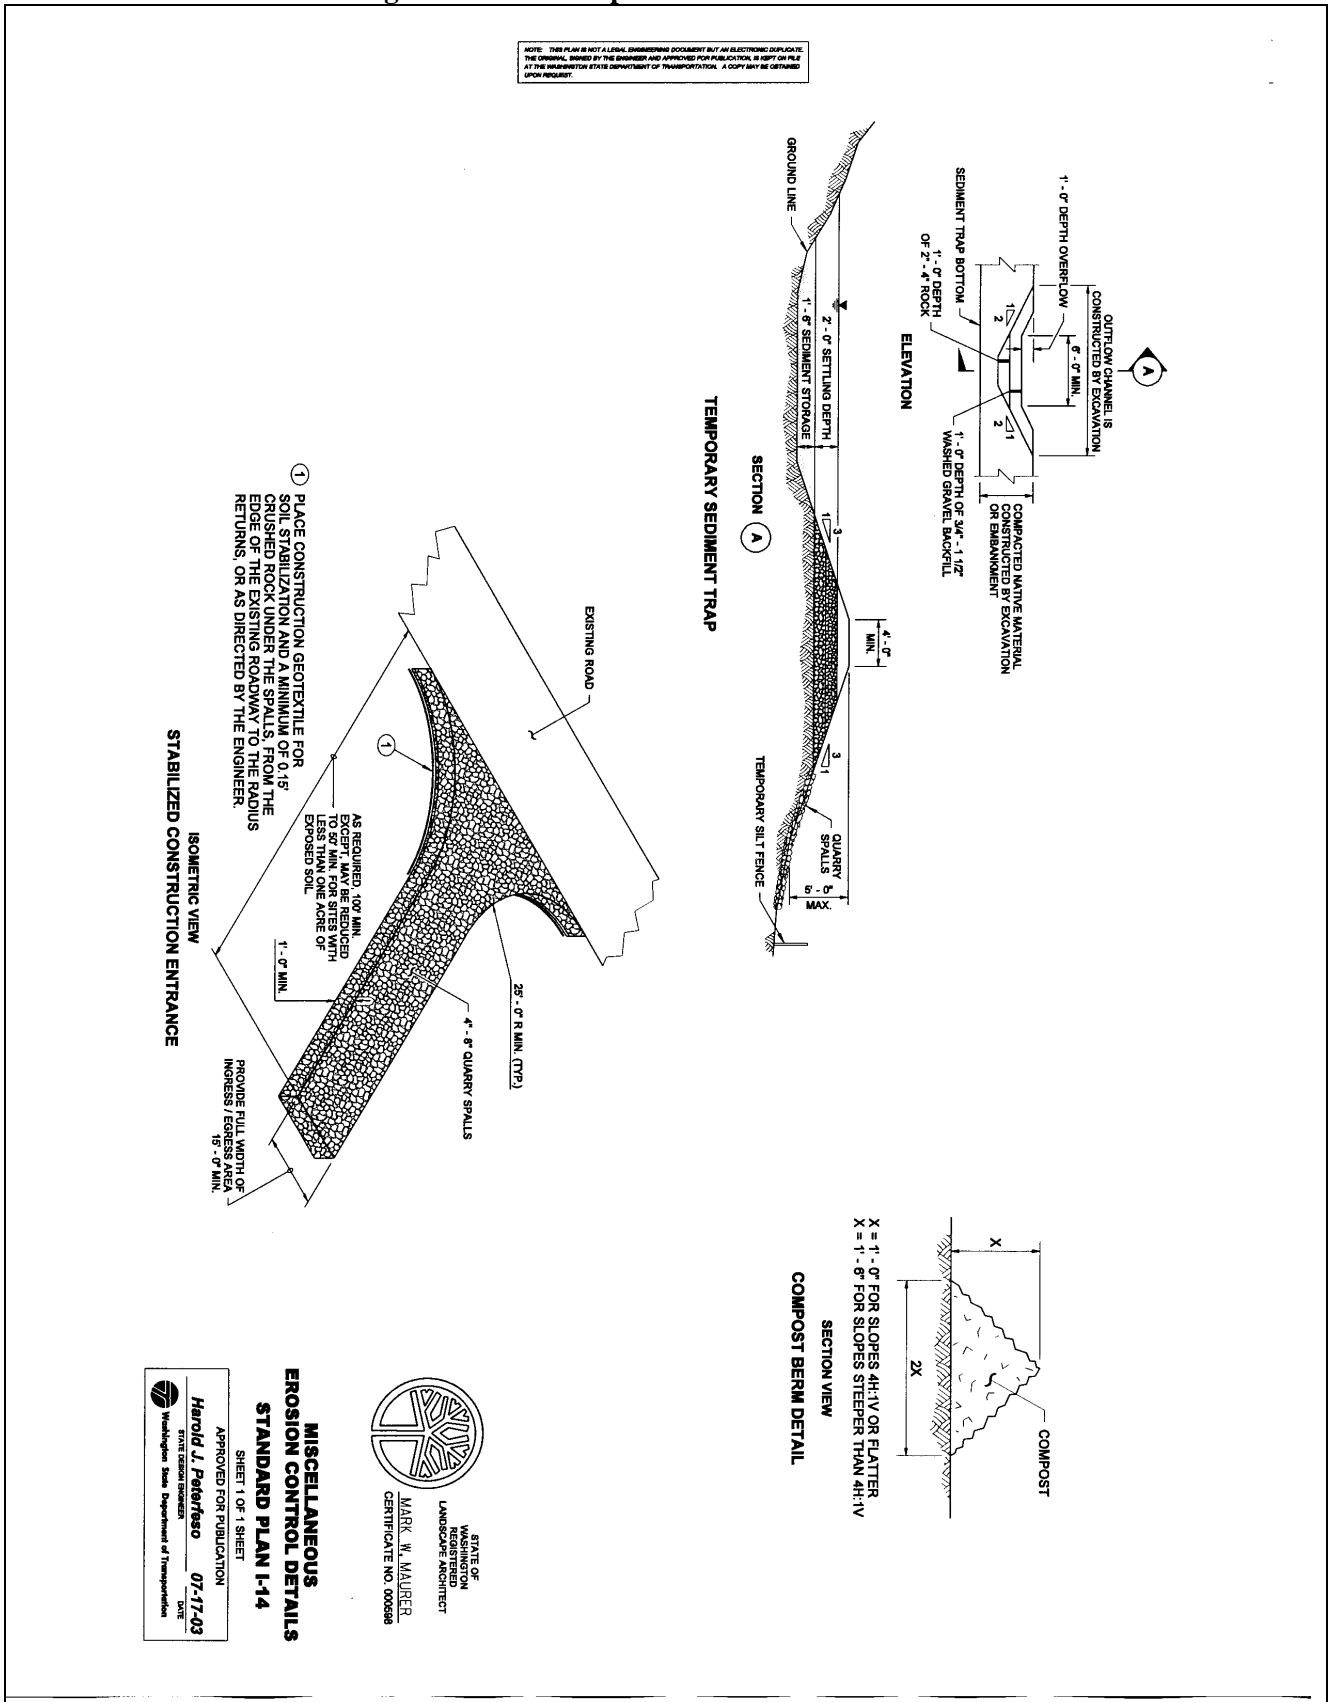 NOTE: THIS PLAN IS NOT A LEGAL ENGINEERING DOCUMENT BUT AN ELECTRONIC DUPLICATE.
THE ORIGINAL, SIGNED BY THE ENGINEER AND APPROVED FOR PUBLICATION, IS KEPT ON FILE
AT THE WASHINGTON STATE DEPARTMENT OF TRANSPORTATION. A COPY MAY BE OBTAINED
UPON REQUEST.
A
OUTFLOW CHANNEL IS
CONSTRUCTED BY EXCAVATION
6' - 0" MIN.
1' - 0" DEPTH OVERFLOW
SEDIMENT TRAP BOTTOM
1' - 0" DEPTH
OF 2" - 4" ROCK
1
2
1
2
1' - 0" DEPTH OF 3/4" - 1 1/2"
WASHED GRAVEL BACKFILL
COMPACTED NATIVE MATERIAL
CONSTRUCTED BY EXCAVATION
OR EMBANKMENT
ELEVATION
GROUND LINE
2' - 0" SETTLING DEPTH
1' - 6" SEDIMENT STORAGE
3
1
4' - 0"
MIN.
3
1
QUARRY
SPALLS
5' - 0"
MAX.
TEMPORARY SILT FENCE
SECTION A
TEMPORARY SEDIMENT TRAP
X
2X
COMPOST
X = 1' - 0" FOR SLOPES 4H:1V OR FLATTER
X = 1' - 6" FOR SLOPES STEEPER THAN 4H:1V
SECTION VIEW
COMPOST BERM DETAIL
EXISTING ROAD
25' - 0" R MIN. (TYP.)
4" - 8" QUARRY SPALLS
1
AS REQUIRED, 100' MIN.
EXCEPT, MAY BE REDUCED
TO 50' MIN. FOR SITES WITH
LESS THAN ONE ACRE OF
EXPOSED SOIL
1' - 0" MIN.
PROVIDE FULL WIDTH OF
INGRESS / EGRESS AREA
15' - 0" MIN.
1 PLACE CONSTRUCTION GEOTEXTILE FOR
SOIL STABILIZATION AND A MINIMUM OF 0.15'
CRUSHED ROCK UNDER THE SPALLS, FROM THE
EDGE OF THE EXISTING ROADWAY TO THE RADIUS
RETURNS, OR AS DIRECTED BY THE ENGINEER.
ISOMETRIC VIEW
STABILIZED CONSTRUCTION ENTRANCE
STATE OF
WASHINGTON
REGISTERED
LANDSCAPE ARCHITECT
MARK W. MAURER
CERTIFICATE NO. 000598
MISCELLANEOUS
EROSION CONTROL DETAILS
STANDARD PLAN I-14
SHEET 1 OF 1 SHEET
APPROVED FOR PUBLICATION
Harold J. Peterfeso 07-17-03
STATE DESIGN ENGINEER DATE
Washington State Department of Transportation